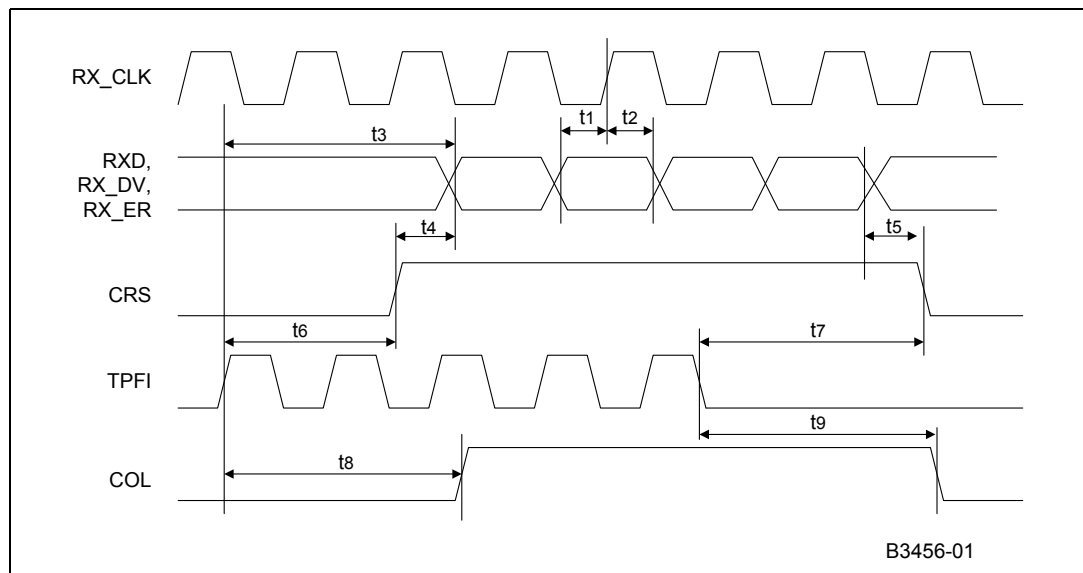 RX_CLK
t1
t2
t3
RXD,
RX_DV,
RX_ER
t4
t5
CRS
t6
t7
TPFI
t9
t8
COL
B3456-01